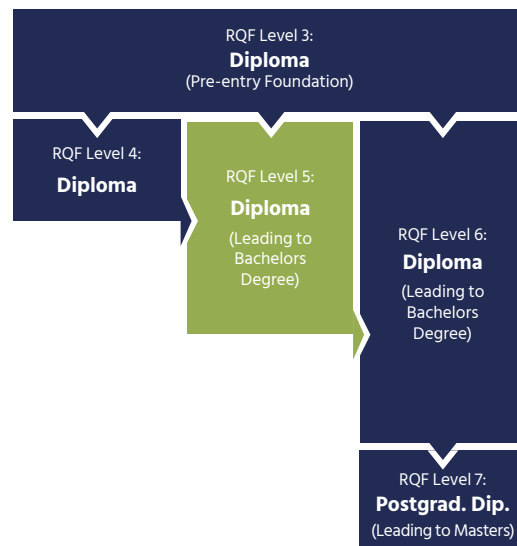 RQF Level 3:
Diploma
(Pre-entry Foundation)
RQF Level 4:
Diploma
RQF Level 5:
Diploma
(Leading to
Bachelors
Degree)
RQF Level 6:
Diploma
(Leading to
Bachelors
Degree)
RQF Level 7:
Postgrad. Dip.
(Leading to Masters)